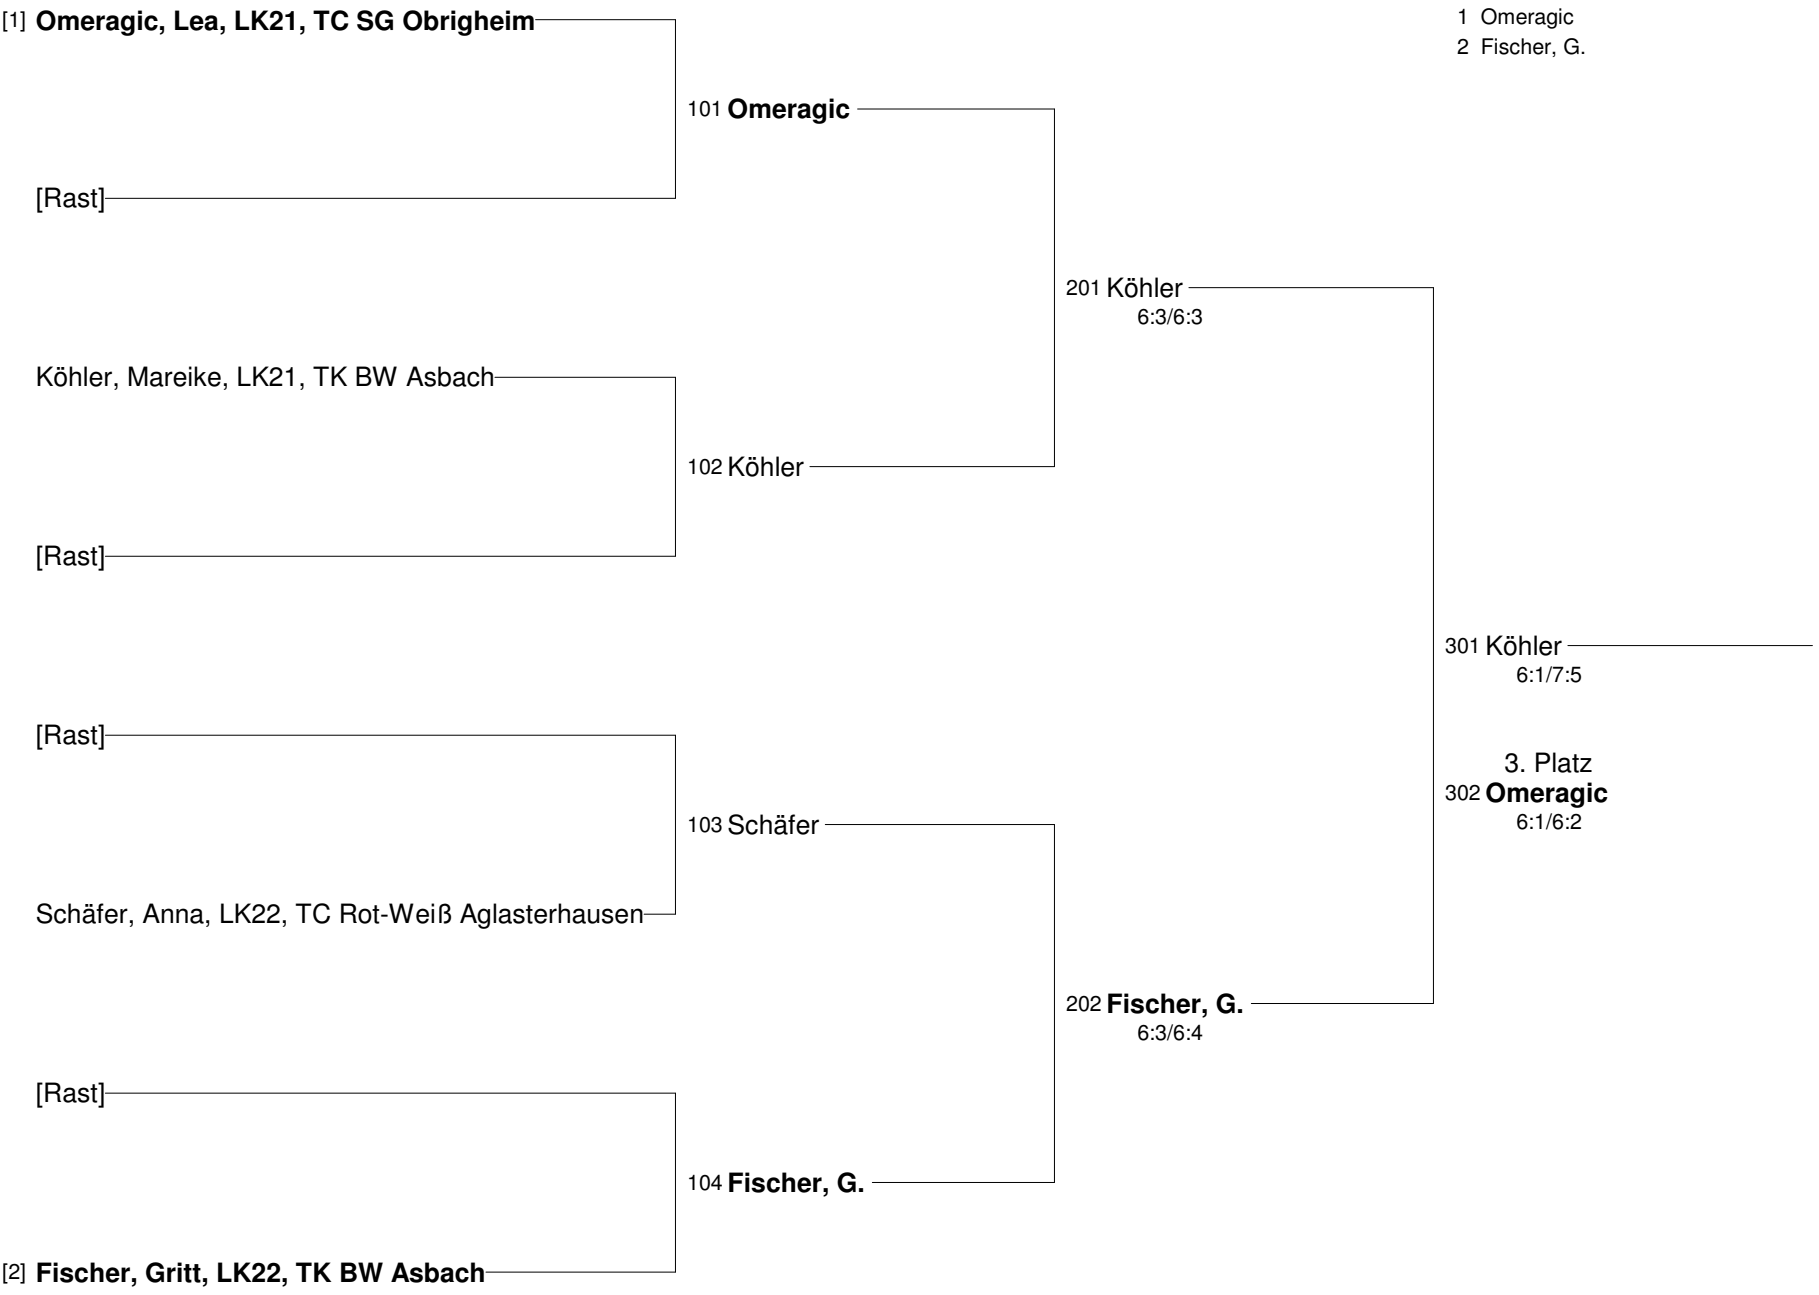 [1] Omeragic, Lea, LK21, TC SG Obrigheim
1 Omeragic
2 Fischer, G.
101 Omeragic
[Rast]
201 Köhler
6:3/6:3
Köhler, Mareike, LK21, TK BW Asbach
102 Köhler
[Rast]
301 Köhler
6:1/7:5
[Rast]
3. Platz
302 Omeragic
6:1/6:2
103 Schäfer
Schäfer, Anna, LK22, TC Rot-Weiß Aglasterhausen
202 Fischer, G.
6:3/6:4
[Rast]
104 Fischer, G.
[2] Fischer, Gritt, LK22, TK BW Asbach